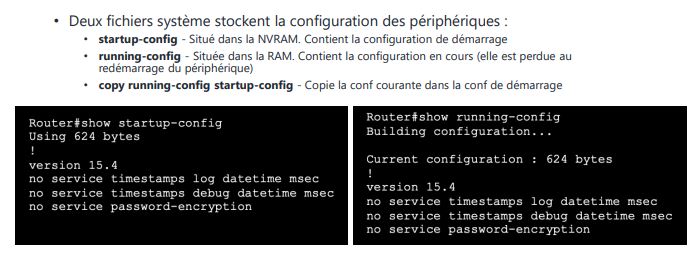 • Deux fichiers système stockent la configuration des périphériques :
• startup-config - Situé dans la NVRAM. Contient la configuration de démarrage
• running-config - Située dans la RAM. Contient la configuration en cours (elle est perdue au
redémarrage du périphérique)
• copy running-config startup-config - Copie la conf courante dans la conf de démarrage
Router#show startup-config
Using 624 bytes
!
version 15.4
no service timestamps log datetime msec
no service timestamps debug datetime msec
no service password-encryption
Router#show running-config
Building configuration...
Current configuration : 624 bytes
!
version 15.4
no service timestamps log datetime msec
no service timestamps debug datetime msec
no service password-encryption